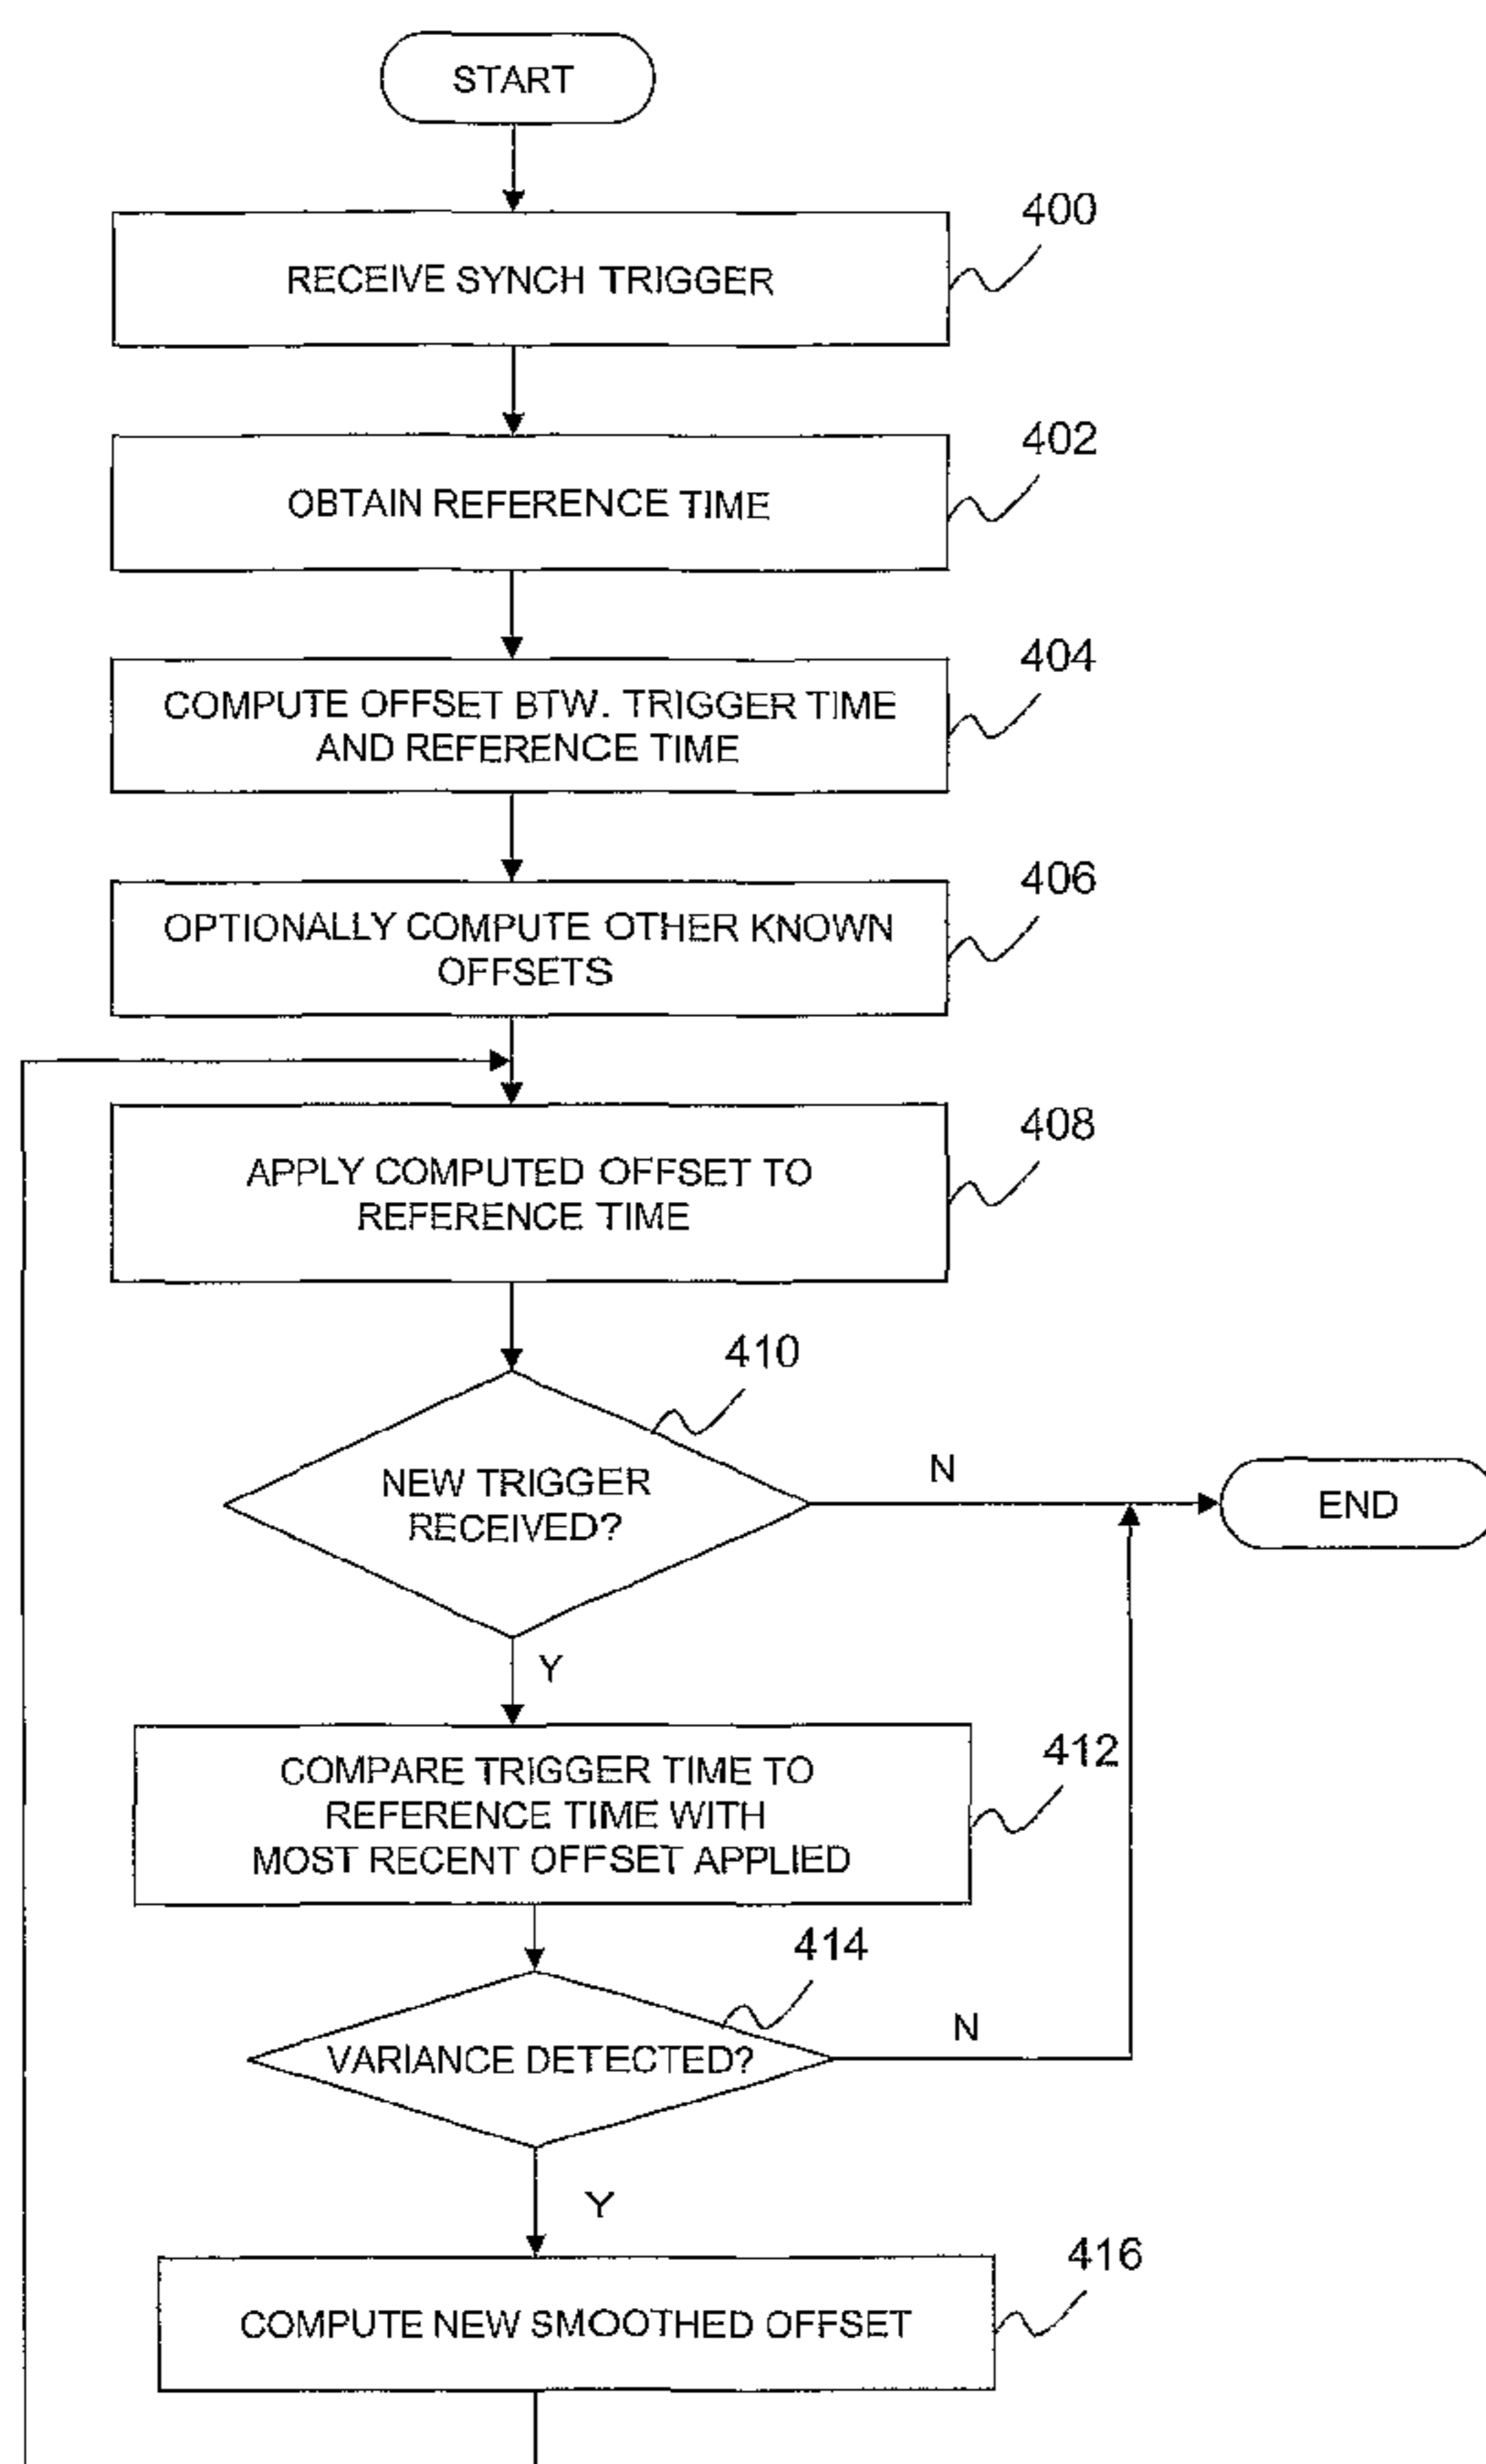 START
400
RECEIVE SYNCH TRIGGER
402
OBTAIN REFERENCE TIME
404
COMPUTE OFFSET BTW. TRIGGER TIME
AND REFERENCE TIME
406
OPTIONALLY COMPUTE OTHER KNOWN
OFFSETS
408
APPLY COMPUTED OFFSET TO
REFERENCE TIME
410
NEW TRIGGER
RECEIVED?
N
END
Y
412
COMPARE TRIGGER TIME TO
REFERENCE TIME WITH
MOST RECENT OFFSET APPLIED
414
VARIANCE DETECTED?
N
Y
416
COMPUTE NEW SMOOTHED OFFSET